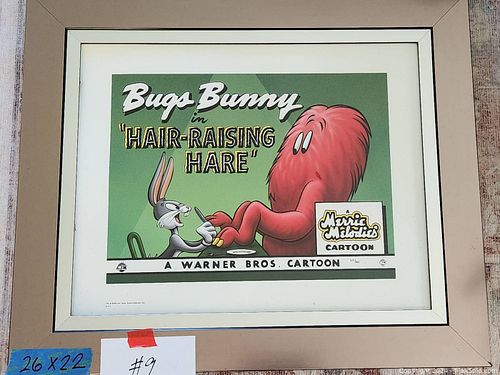 Bugs Bunny
in
"HAIR-RAISING
HARE"
A
Merrie
Melodies
CARTOON
A WARNER BROS. CARTOON
26 X 22
#9